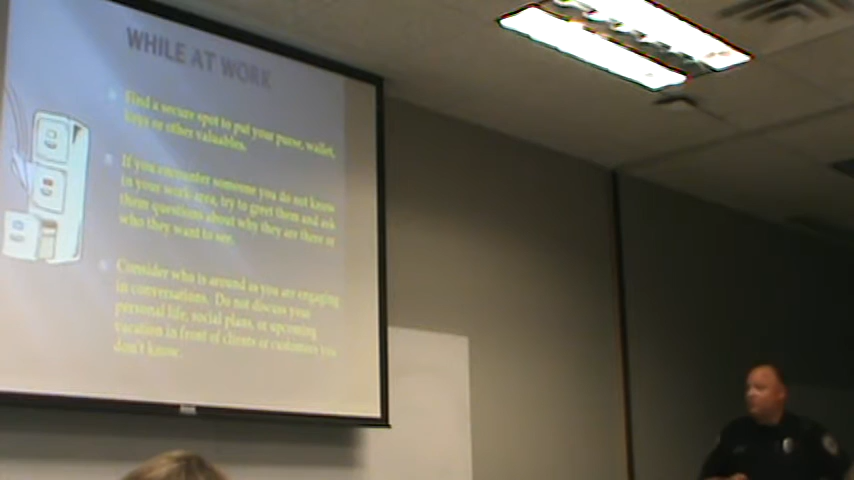 WHILE AT WORK
Find a secure spot to put your purse, wallet,
keys or other valuables.
If you encounter someone you do not know
in your work area, try to greet them and ask
them questions about why they are there or
who they want to see.
Consider who is around as you are engaging
in conversations. Do not discuss your
personal life, social plans, or upcoming
vacation in front of clients or customers you
don't know.